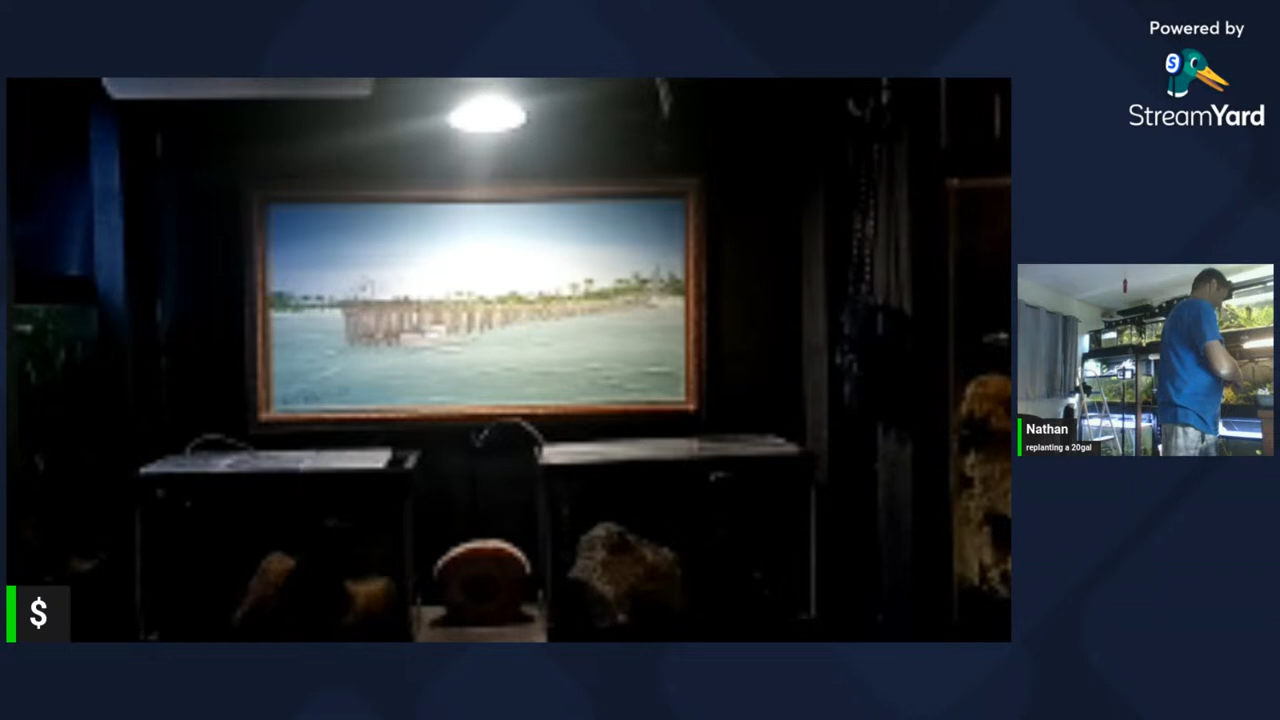 Powered by
S
StreamYard
Nathan
replanting a 20gal
$